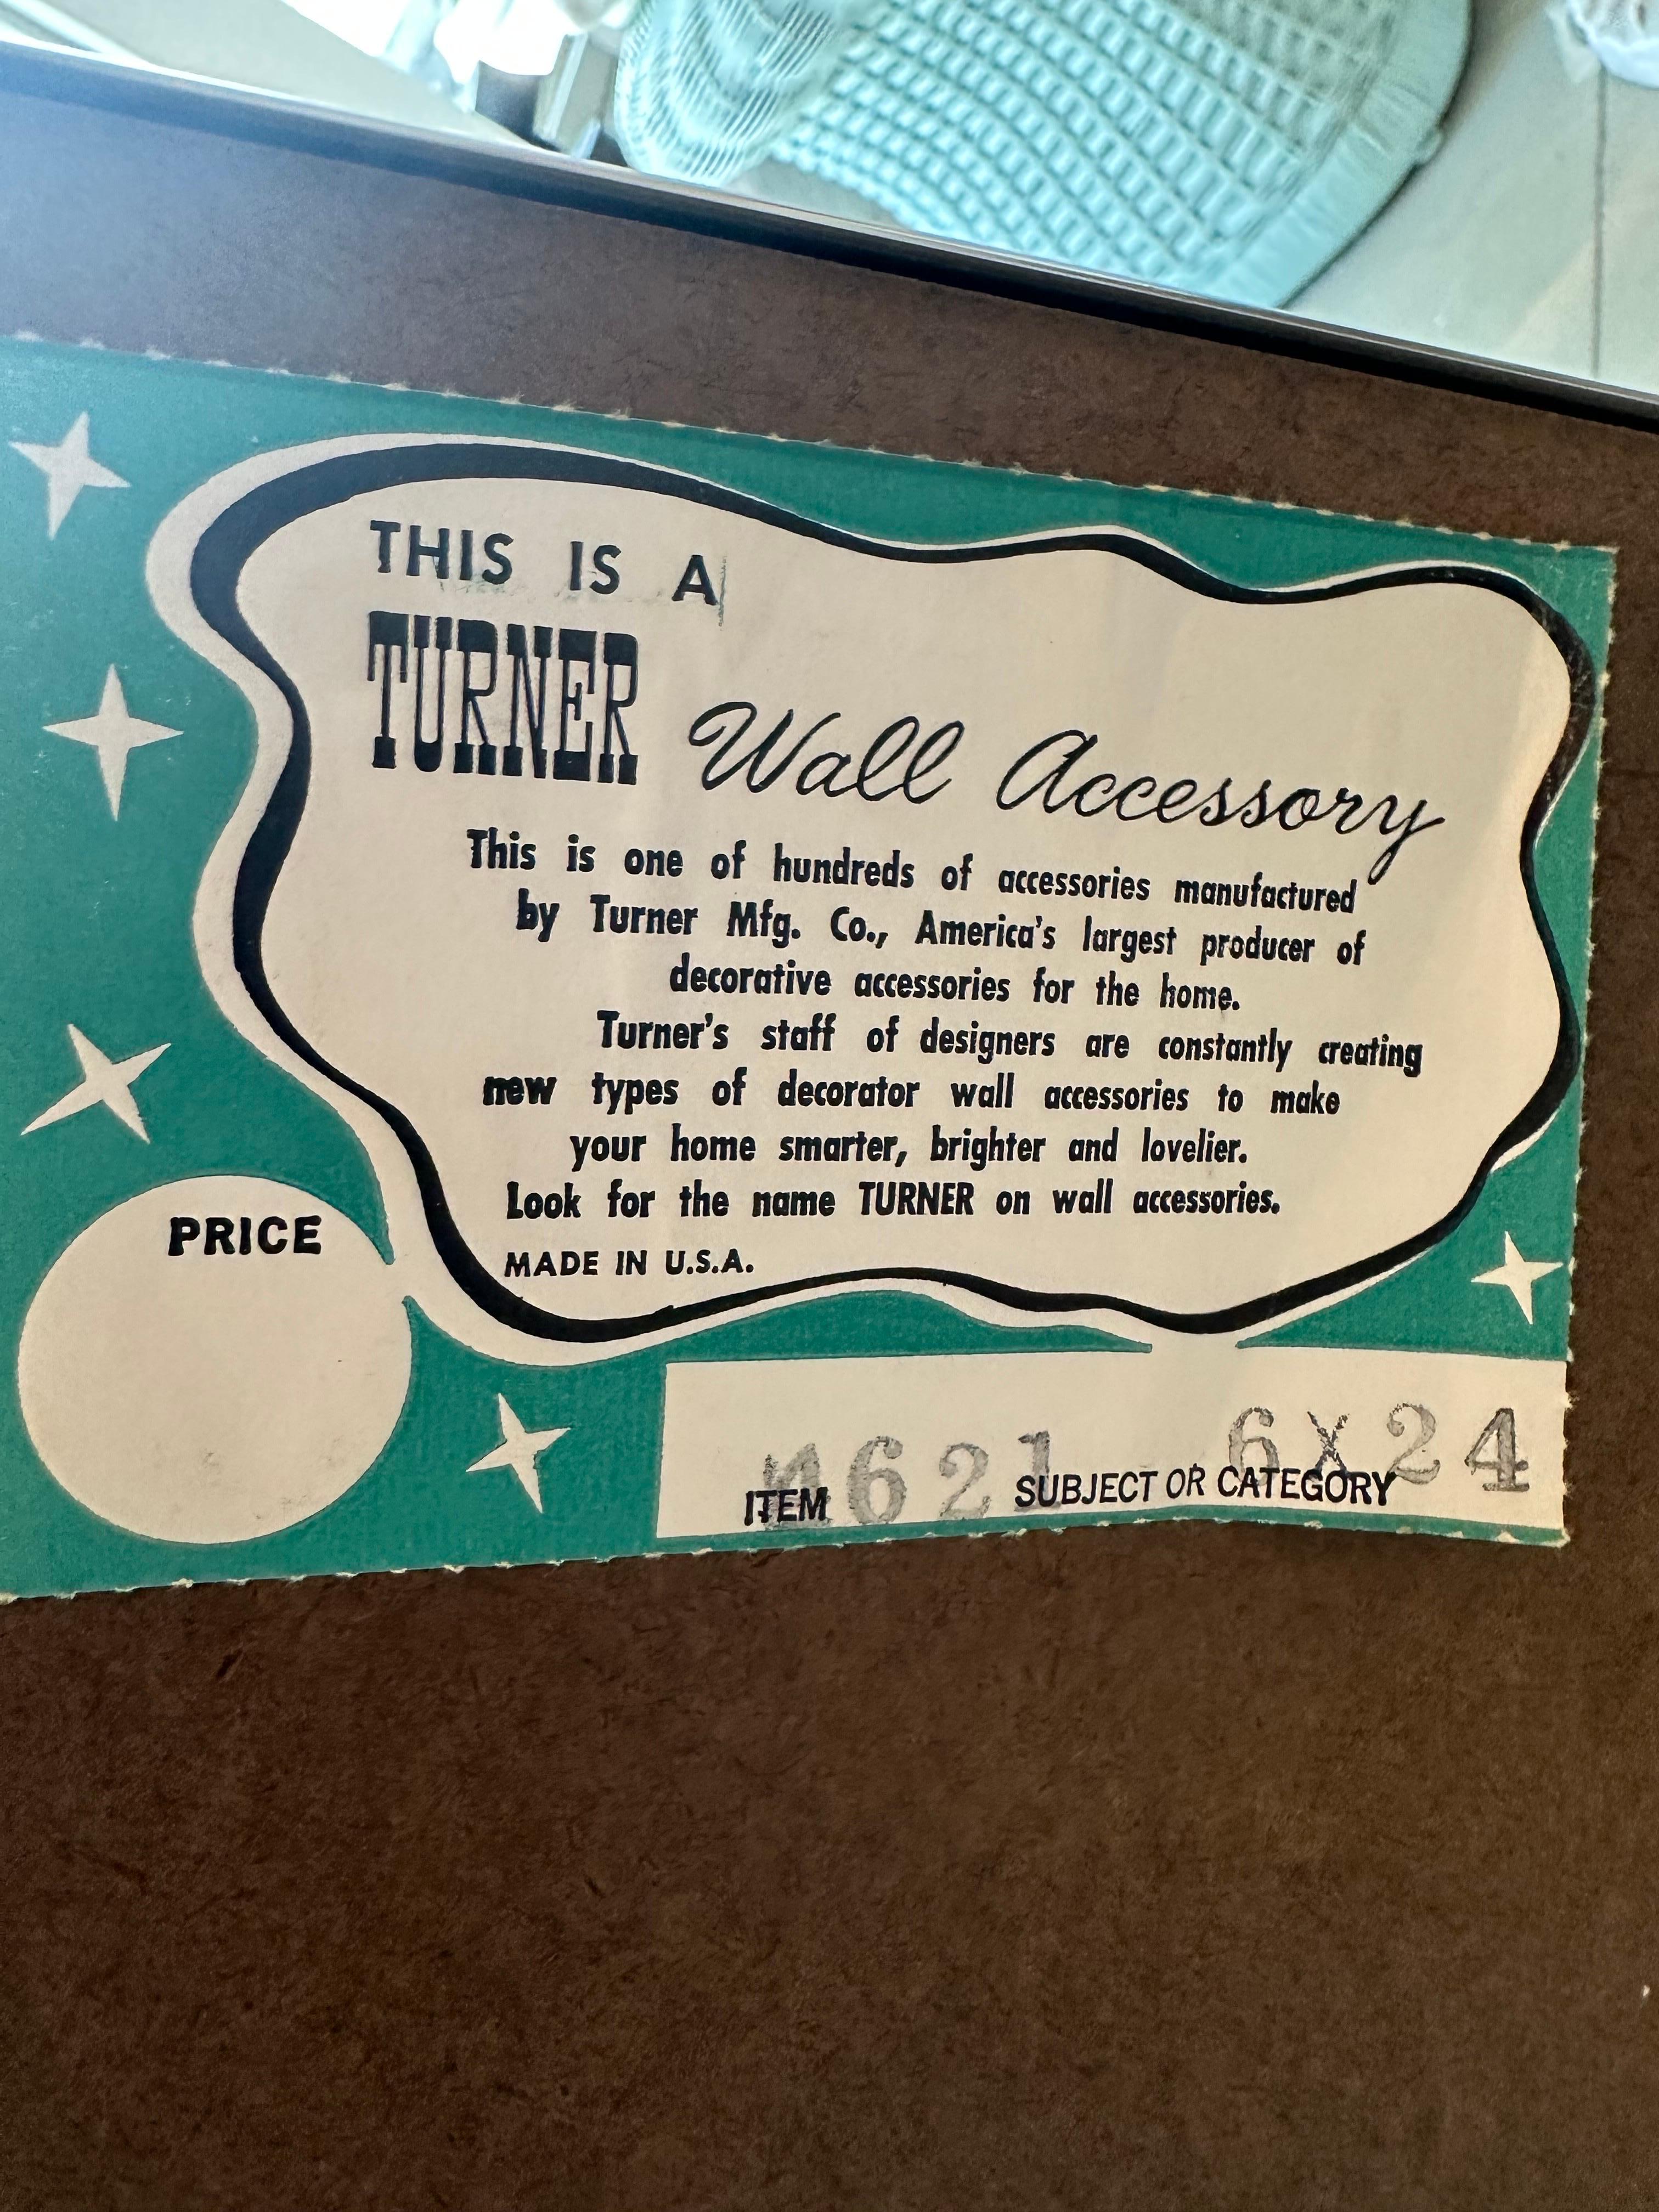 THIS IS A
TURNER Wall Accessory
This is one of hundreds of accessories manufactured
by Turner Mfg. Co., America's largest producer of
decorative accessories for the home.
Turner's staff of designers are constantly creating
new types of decorator wall accessories to make
your home smarter, brighter and lovelier.
Look for the name TURNER on wall accessories.
MADE IN U.S.A.
PRICE
6X24
ITEM SUBJECT OR CATEGORY